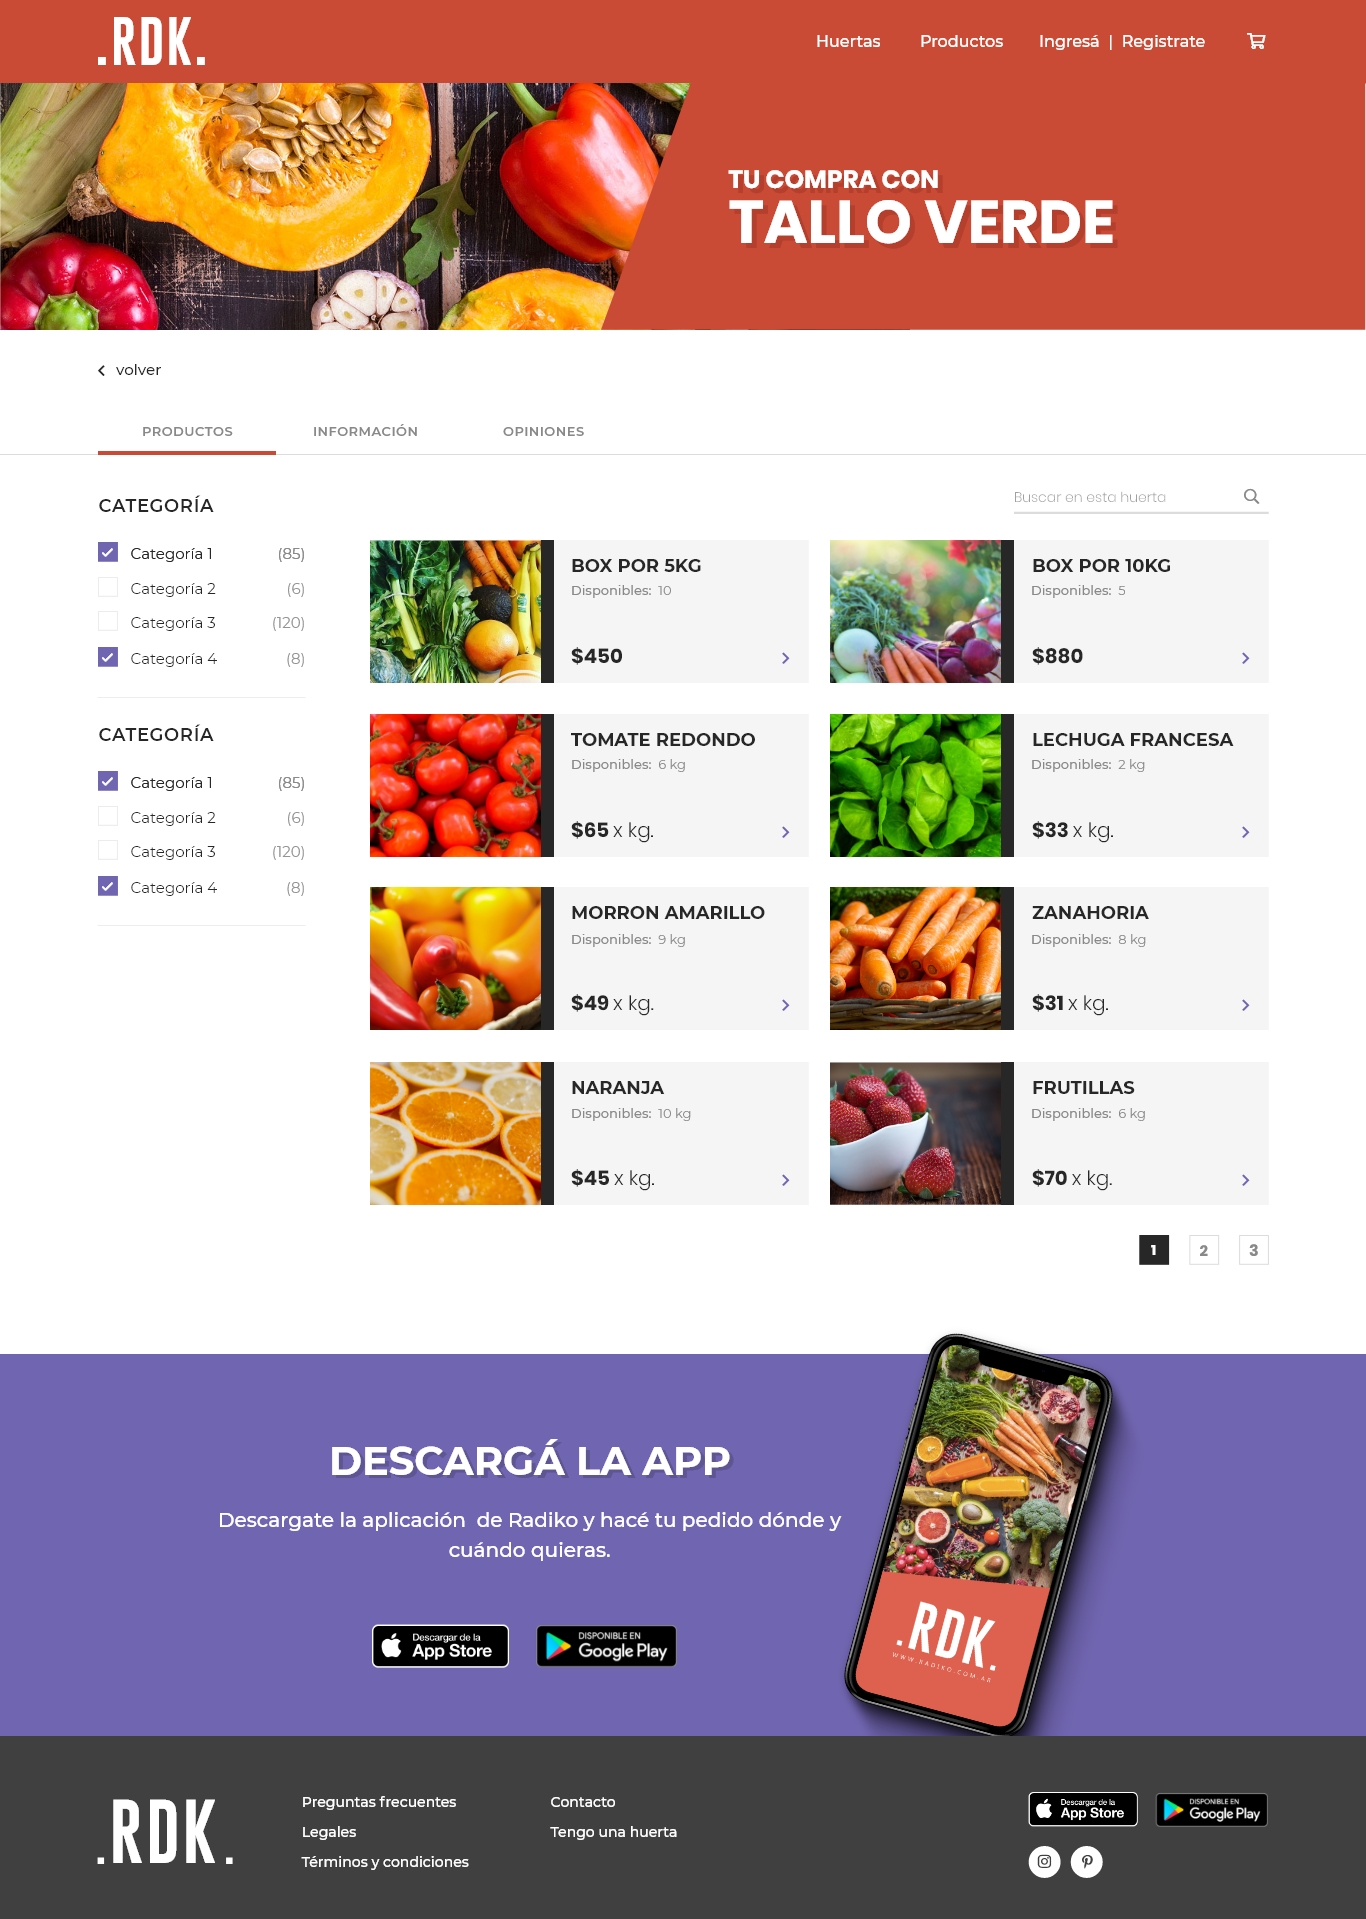 .RDK.
Huertas Productos Ingresá | Registrate
TU COMPRA CON
TALLO VERDE
volver
PRODUCTOS INFORMACIÓN OPINIONES
CATEGORÍA
Categoría 1 (85)
Categoría 2 (6)
Categoría 3 (120)
Categoría 4 (8)
CATEGORÍA
Categoría 1 (85)
Categoría 2 (6)
Categoría 3 (120)
Categoría 4 (8)
Buscar en esta huerta
BOX POR 5KG
Disponibles: 10
$450
BOX POR 10KG
Disponibles: 5
$880
TOMATE REDONDO
Disponibles: 6 kg
$65 x kg.
LECHUGA FRANCESA
Disponibles: 2 kg
$33 x kg.
MORRON AMARILLO
Disponibles: 9 kg
$49 x kg.
ZANAHORIA
Disponibles: 8 kg
$31 x kg.
NARANJA
Disponibles: 10 kg
$45 x kg.
FRUTILLAS
Disponibles: 6 kg
$70 x kg.
1 2 3
DESCARGÁ LA APP
Descargate la aplicación de Radiko y hacé tu pedido dónde y
cuándo quieras.
Descargar de la
App Store
DISPONIBLE EN
Google Play
.RDK.
WWW.RADIKO.COM.AR
.RDK.
Preguntas frecuentes
Legales
Términos y condiciones
Contacto
Tengo una huerta
Descargar de la
App Store
DISPONIBLE EN
Google Play